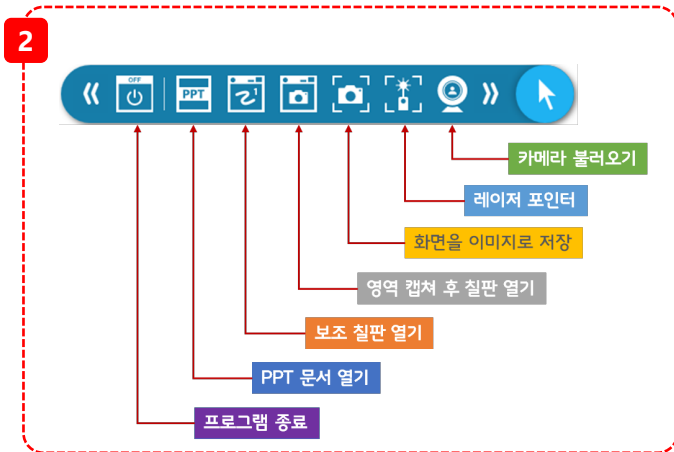 2
OFF
PPT
1
카메라 불러오기
레이저 포인터
화면을 이미지로 저장
영역 캡쳐 후 칠판 열기
보조 칠판 열기
PPT 문서 열기
프로그램 종료